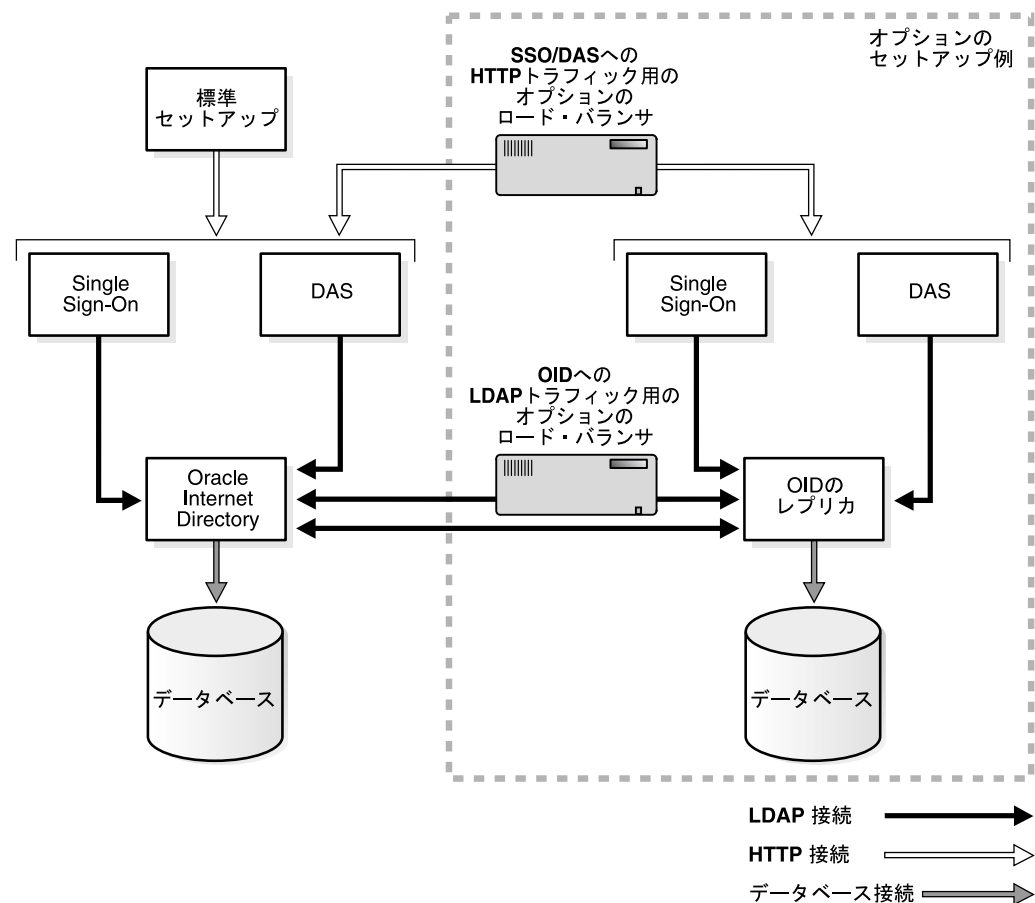 オプションの
セットアップ例
SSO/DASへの
HTTPトラフィック用の
オプションの
ロード・バランサ
標準
セットアップ
Single
Sign-On
DAS
Single
Sign-On
DAS
OIDへの
LDAPトラフィック用の
オプションの
ロード・バランサ
Oracle
Internet
Directory
OIDの
レプリカ
データベース
データベース
LDAP 接続
HTTP 接続
データベース接続